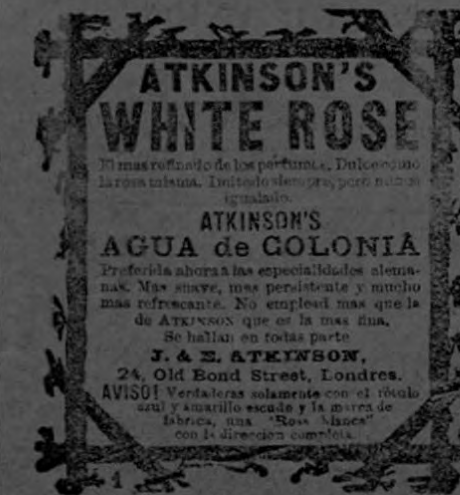 ATKINSON'S
WHITE ROSE
El mas refinado de los perfumes. Dulce como
la rosa misma. Imitado siempre, pero nunca
igualado.
ATKINSON'S
AGUA de COLONIA
Preferida ahora a las especialidades alema-
nas. Mas suave, mas persistente y mucho
mas refrescante. No emplead mas que la
de ATKINSON que es la mas fina.
Se hallan en todas parte
J. & E. ATKINSON,
24, Old Bond Street, Londres.
AVISO! Verdaderas solamente con el rótulo
azul y amarillo escudo y la marca de
fábrica, una "Rosa blanca"
con la direccion completa.
1